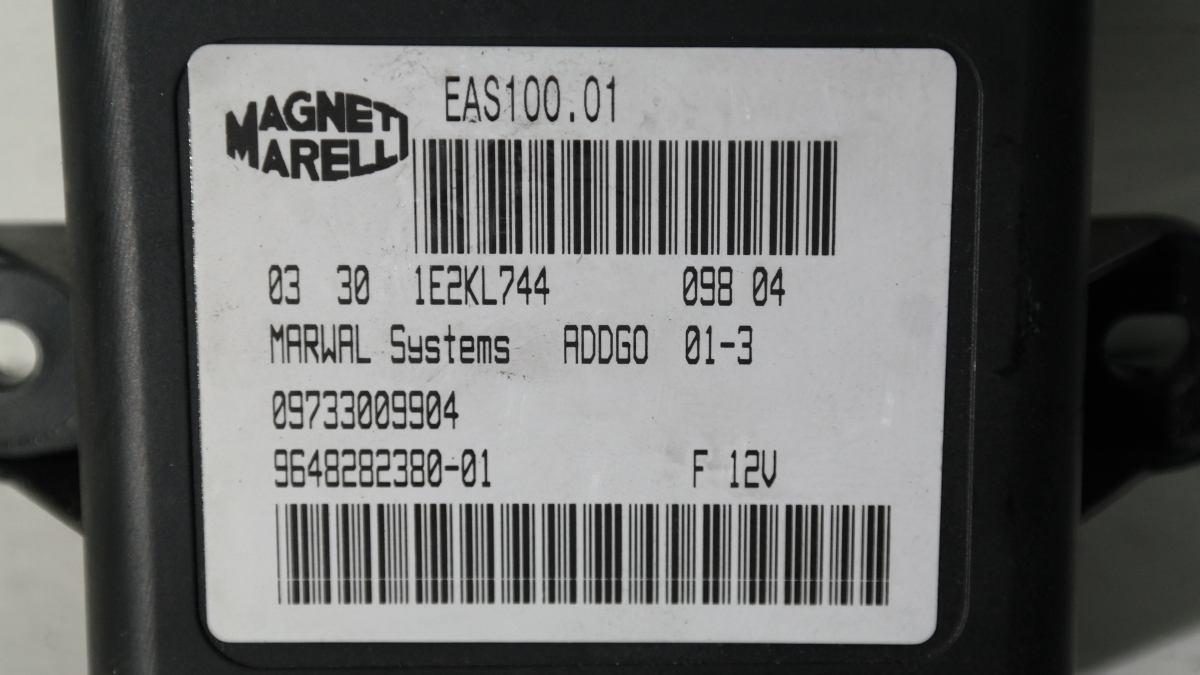 MAGNETI
MARELLI
EAS100.01
03 30 1E2KL744 098 04
MARWAL Systems ADDGO 01-3
09733009904
9648282380-01 F 12V